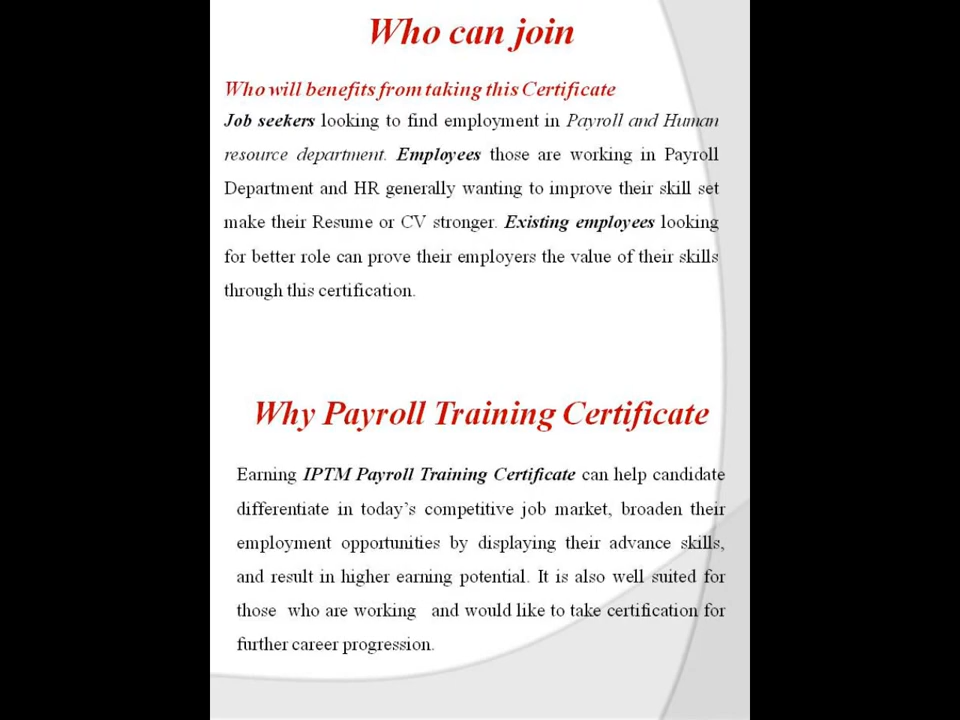 Who can join
Who will benefits from taking this Certificate
Job seekers looking to find employment in Payroll and Human
resource department. Employees those are working in Payroll
Department and HR generally wanting to improve their skill set
make their Resume or CV stronger. Existing employees looking
for better role can prove their employers the value of their skills
through this certification.
Why Payroll Training Certificate
Earning IPTM Payroll Training Certificate can help candidate
differentiate in today’s competitive job market, broaden their
employment opportunities by displaying their advance skills,
and result in higher earning potential. It is also well suited for
those who are working and would like to take certification for
further career progression.